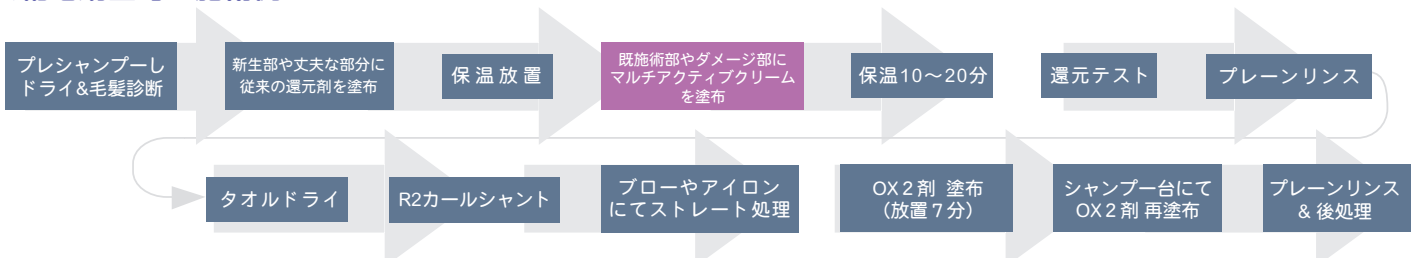 プレシャンプーし
ドライ&毛髪診断
新生部や丈夫な部分に
従来の還元剤を塗布
保温放置
既施術部やダメージ部に
マルチアクティブクリーム
を塗布
保温10〜20分
還元テスト
プレーンリンス
タオルドライ
R2カールシャント
ブローやアイロン
にてストレート処理
OX2剤 塗布
(放置7分)
シャンプー台にて
OX2剤 再塗布
プレーンリンス
& 後処理